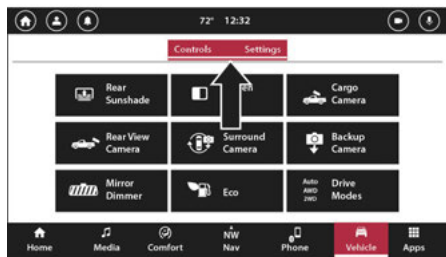 72° 12:32
Controls Settings
Rear
Sunshade
Cargo
Camera
Rear View
Camera
Surround
Camera
Backup
Camera
Mirror
Dimmer
Eco
Auto
AWD
2WD
Drive
Modes
NW
Home Media Comfort Nav Phone Vehicle Apps